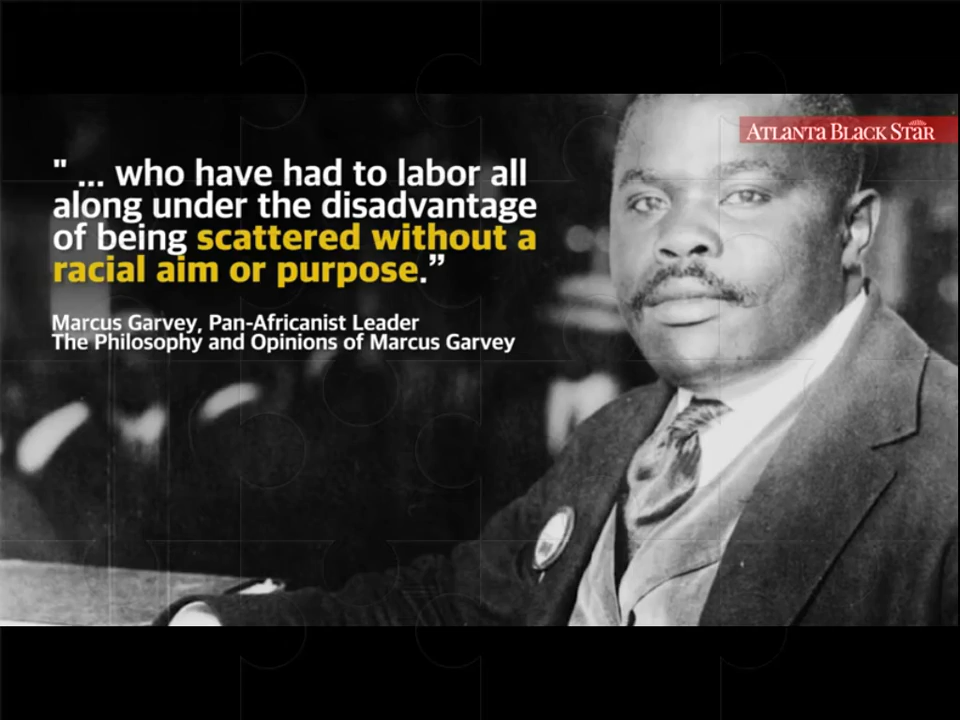 ATLANTA BLACK STAR
" ... who have had to labor all
along under the disadvantage
of being scattered without a
racial aim or purpose.”
Marcus Garvey, Pan-Africanist Leader
The Philosophy and Opinions of Marcus Garvey